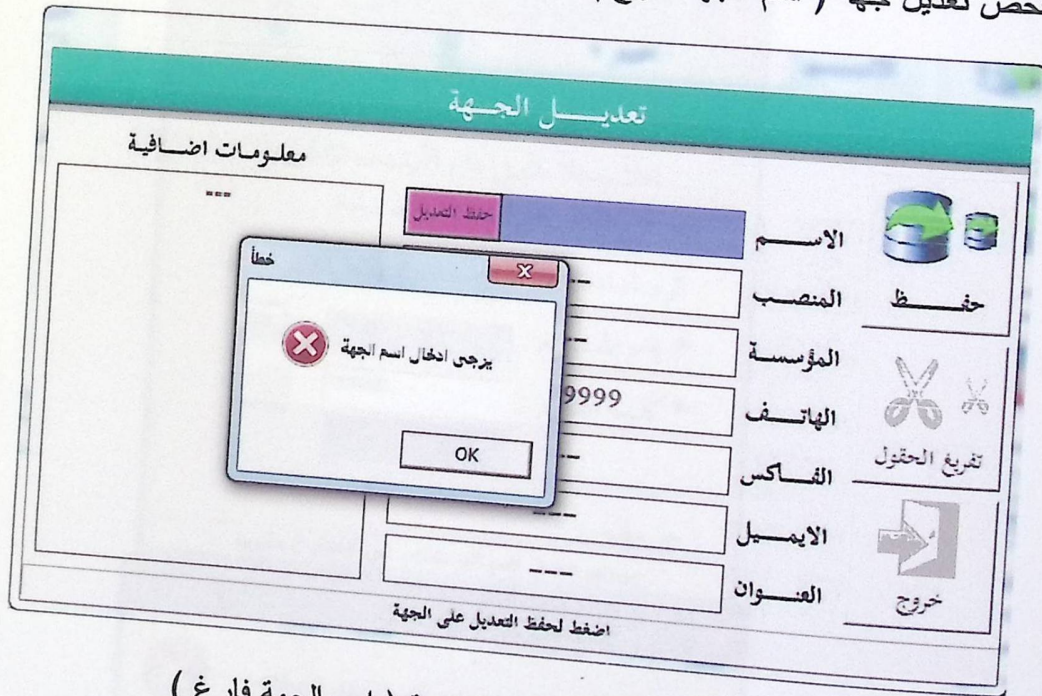 تعديل الجهة
معلومات اضافية
---
حفظ
تفريغ الحقول
خروج
الاسم
حفظ التعديل
المنصب
--
المؤسسة
--
الهاتف
9999
الفاكس
--
الايميل
---
العنوان
---
خطأ
يرجى ادخال اسم الجهة
OK
اضغط لحفظ التعديل على الجهة
الجهة فارغ )